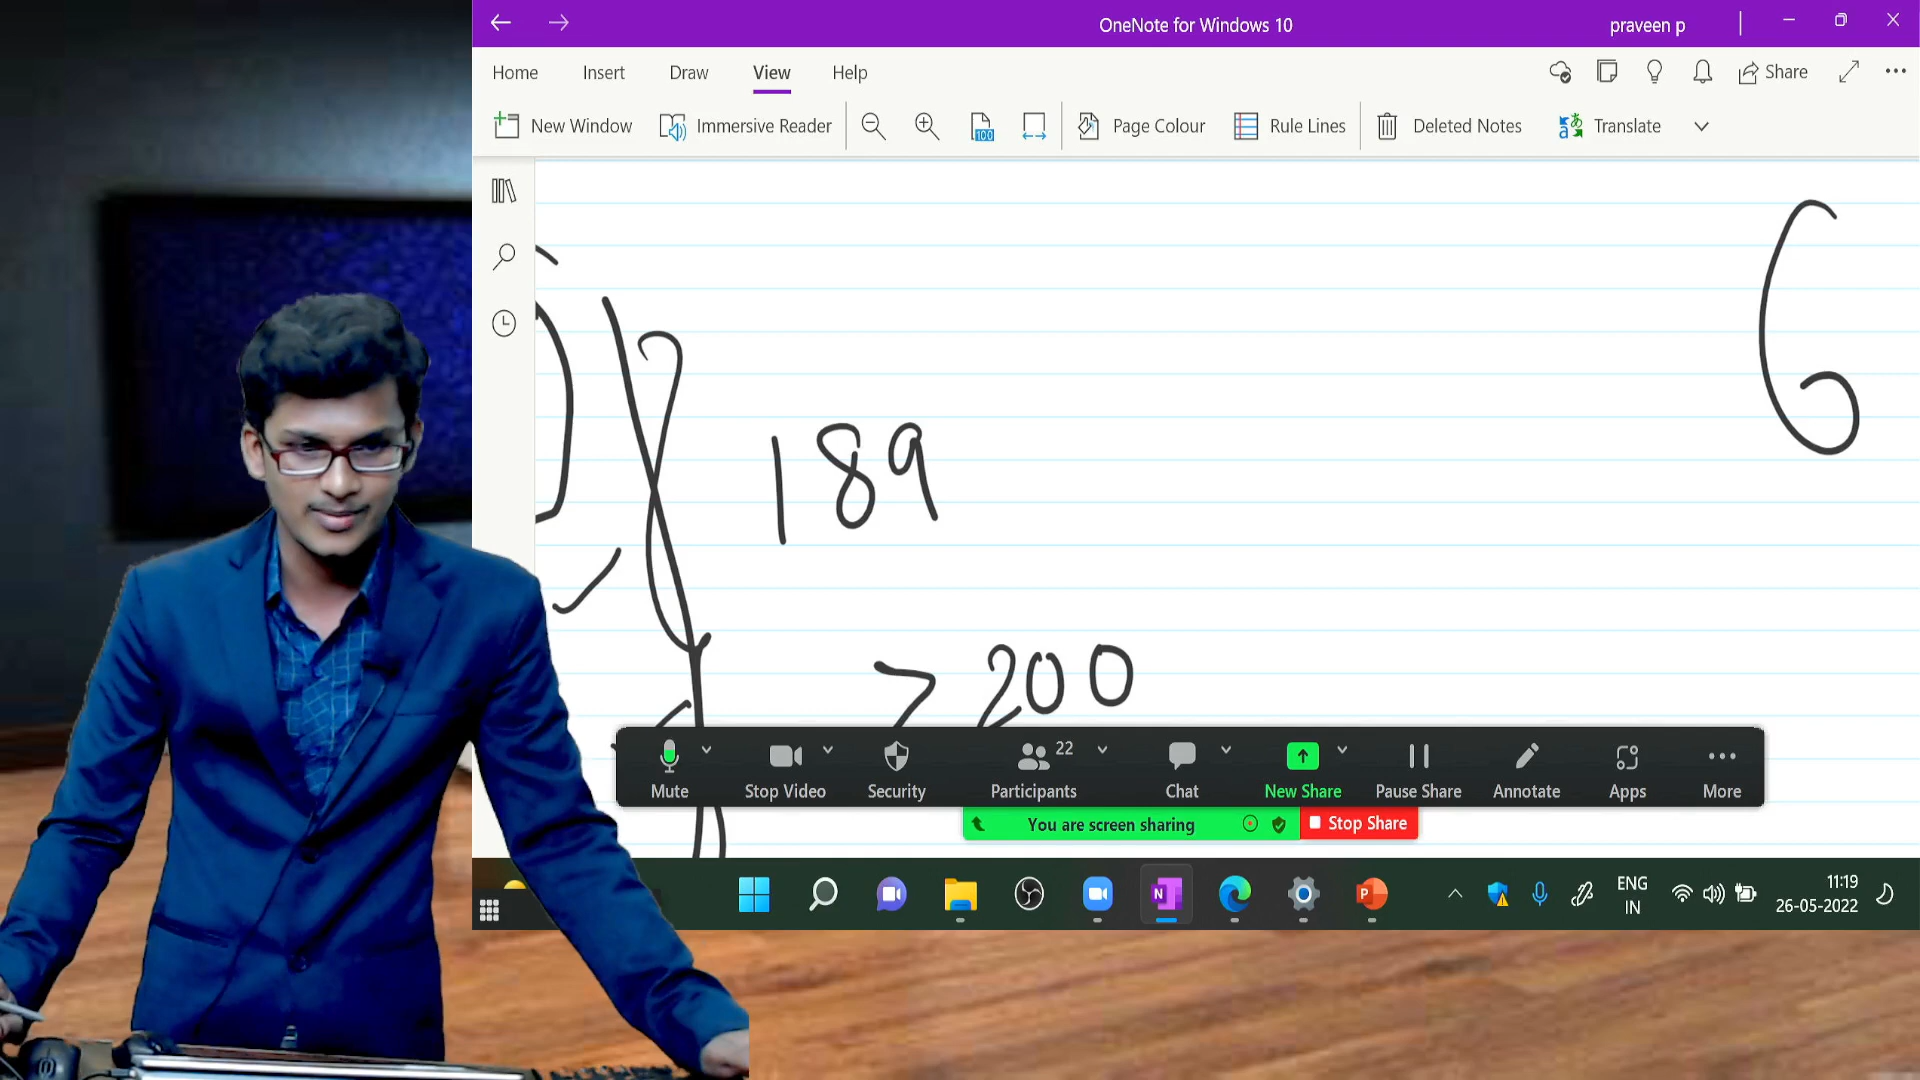 OneNote for Windows 10
praveen p
Home Insert Draw View Help
Share
New Window Immersive Reader 100 Page Colour Rule Lines Deleted Notes Translate
6
189
> 200
22
Mute Stop Video Security Participants Chat New Share Pause Share Annotate Apps More
You are screen sharing Stop Share
N
P
ENG
IN
11:19
26-05-2022